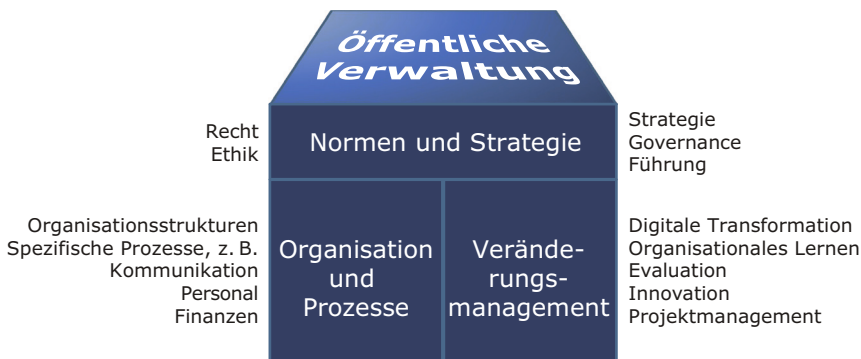 Öffentliche
Verwaltung
Recht
Ethik
Normen und Strategie
Strategie
Governance
Führung
Organisationsstrukturen
Spezifische Prozesse, z. B.
Kommunikation
Personal
Finanzen
Organisation
und
Prozesse
Verände-
rungs-
management
Digitale Transformation
Organisationales Lernen
Evaluation
Innovation
Projektmanagement